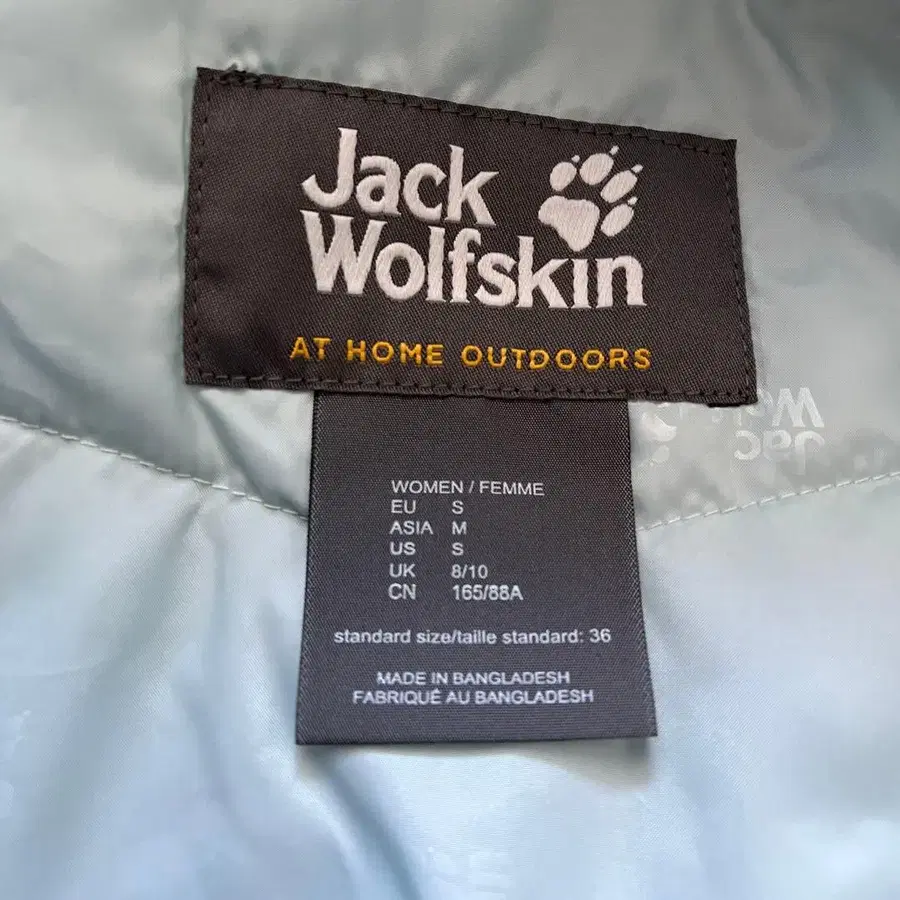 Jack
Wolfskin
AT HOME OUTDOORS
WOMEN / FEMME
EU S
ASIA M
US S
UK 8/10
CN 165/88A
standard size/taille standard: 36
MADE IN BANGLADESH
FABRIQUÉ AU BANGLADESH